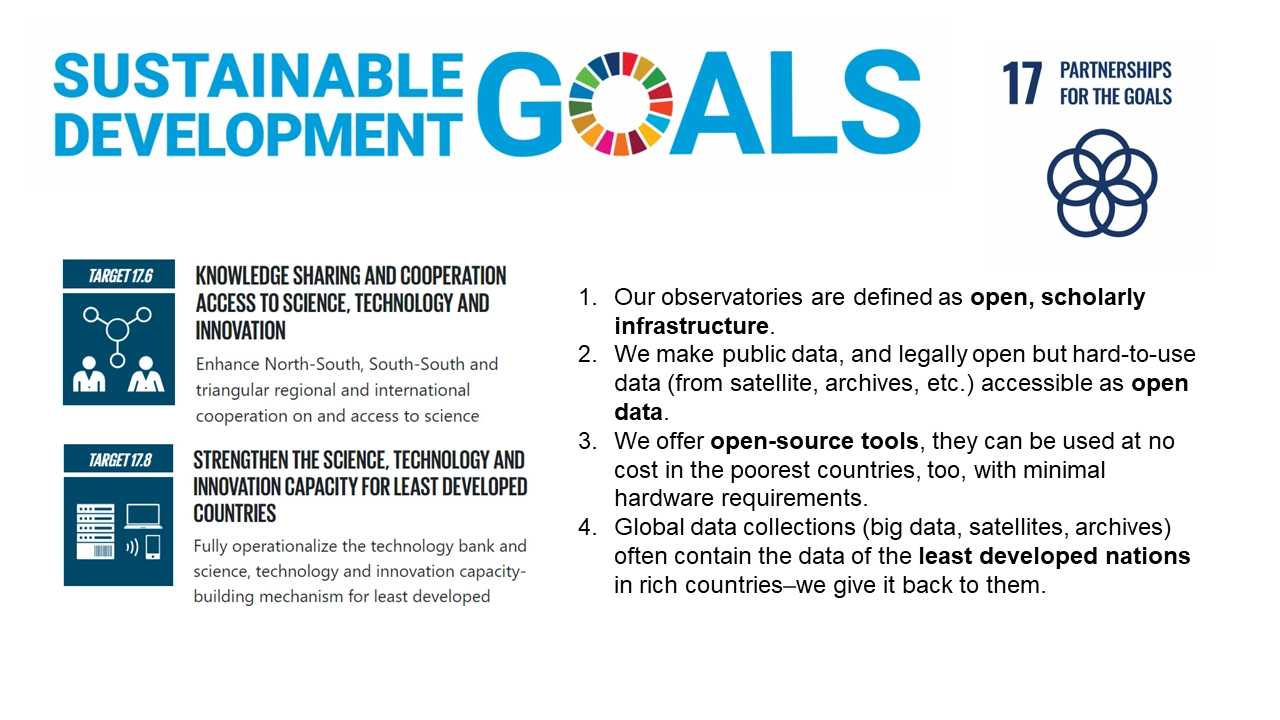 SUSTAINABLE
DEVELOPMENT
GOALS
17 PARTNERSHIPS
FOR THE GOALS
TARGET 17.6
KNOWLEDGE SHARING AND COOPERATION
ACCESS TO SCIENCE, TECHNOLOGY AND
INNOVATION
Enhance North-South, South-South and
triangular regional and international
cooperation on and access to science
TARGET 17.8
STRENGTHEN THE SCIENCE, TECHNOLOGY AND
INNOVATION CAPACITY FOR LEAST DEVELOPED
COUNTRIES
Fully operationalize the technology bank and
science, technology and innovation capacity-
building mechanism for least developed
1. Our observatories are defined as open, scholarly
infrastructure.
2. We make public data, and legally open but hard-to-use
data (from satellite, archives, etc.) accessible as open
data.
3. We offer open-source tools, they can be used at no
cost in the poorest countries, too, with minimal
hardware requirements.
4. Global data collections (big data, satellites, archives)
often contain the data of the least developed nations
in rich countries–we give it back to them.